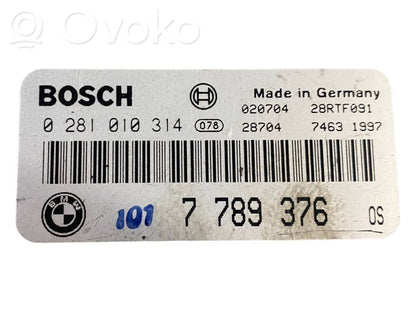 Ovoko
BOSCH
Made in Germany
020704 28RTF091
0 281 010 314 078 28704 7463 1997
BMW 101 7 789 376 OS